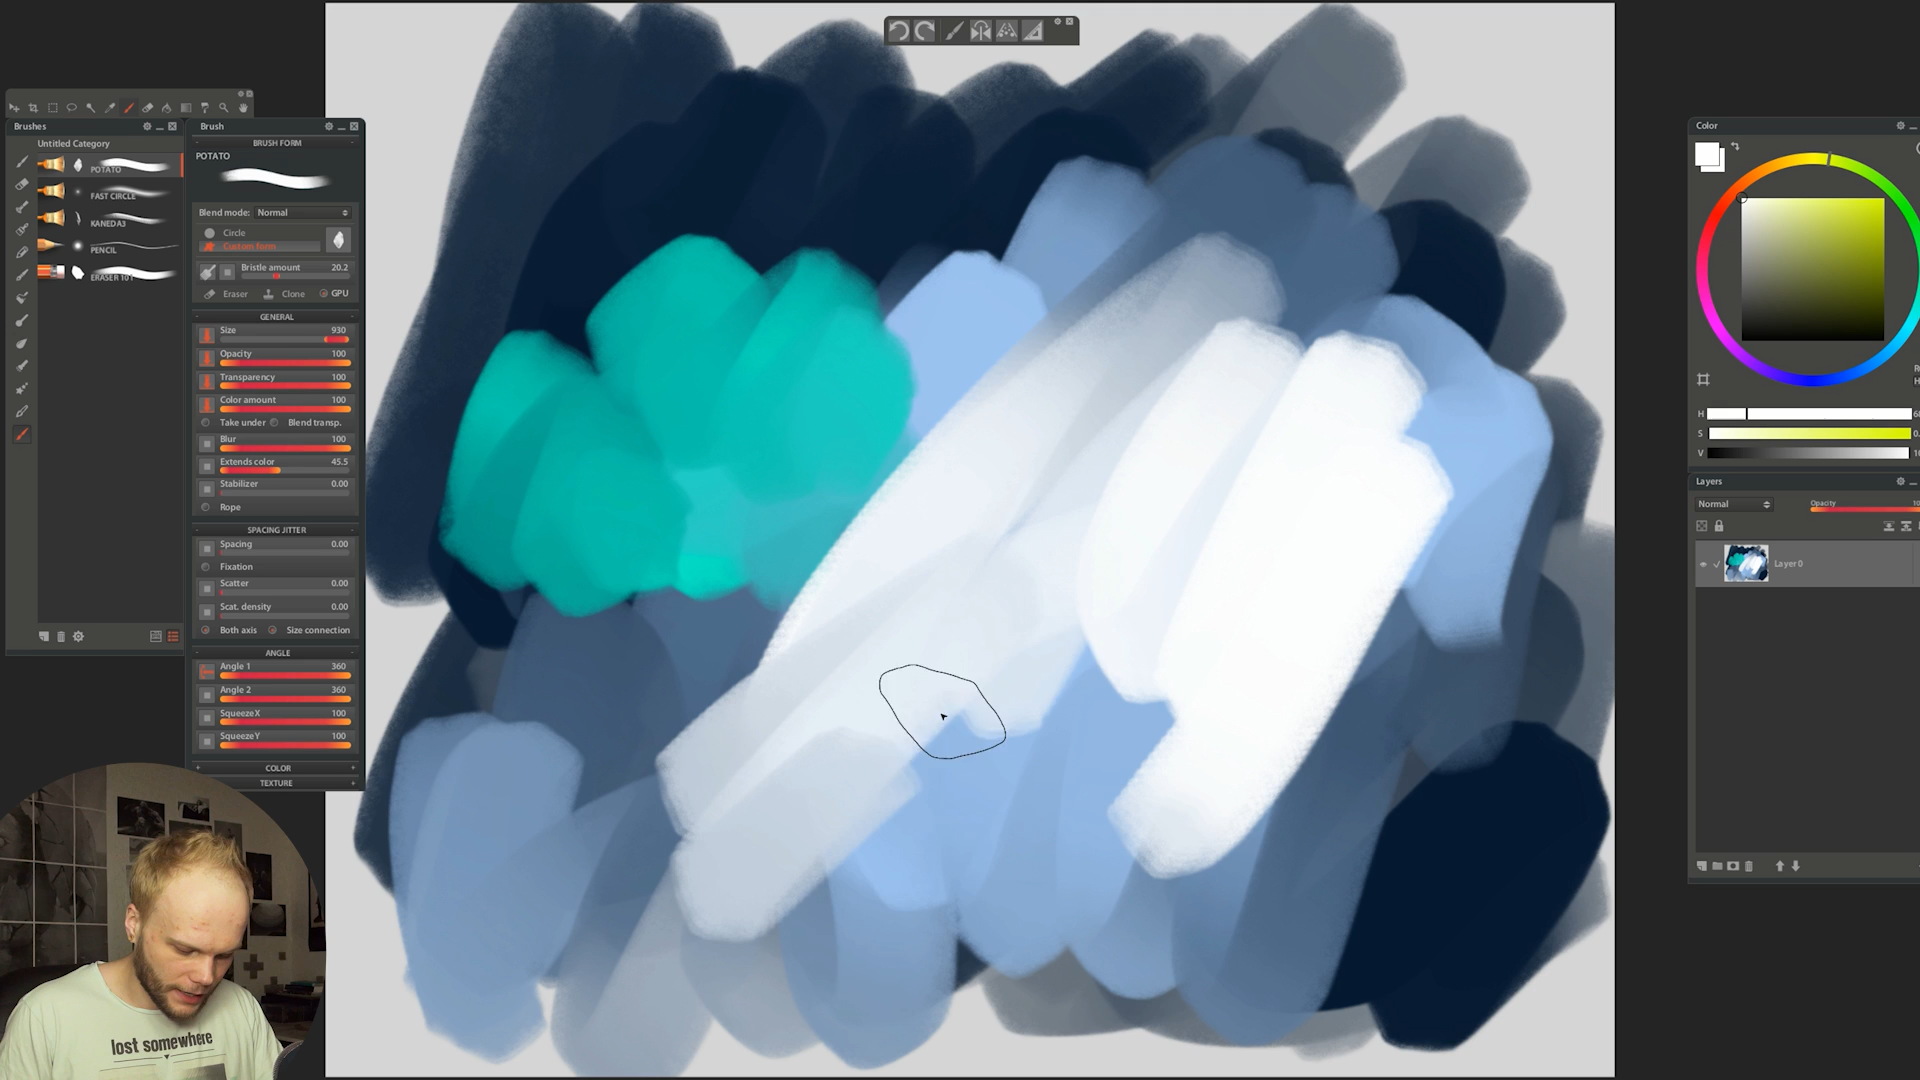 Brushes
Untitled Category
POTATO
FAST CIRCLE
KANEDA3
PENCIL
ERASER 101
Brush
BRUSH FORM
POTATO
Blend mode: Normal
Circle
Custom form
Bristle amount 20.2
Eraser Clone GPU
GENERAL
Size 930
Opacity 100
Transparency 100
Color amount 100
Take under Blend transp.
Blur 100
Extends color 45.5
Stabilizer 0.00
Rope
SPACING JITTER
Spacing 0.00
Fixation
Scatter 0.00
Scat. density 0.00
Both axis Size connection
ANGLE
Angle 1 360
Angle 2 360
SqueezeX 100
SqueezeY 100
COLOR
TEXTURE
lost somewhere
Color
H
S
V
Layers
Normal Opacity
Layer 0